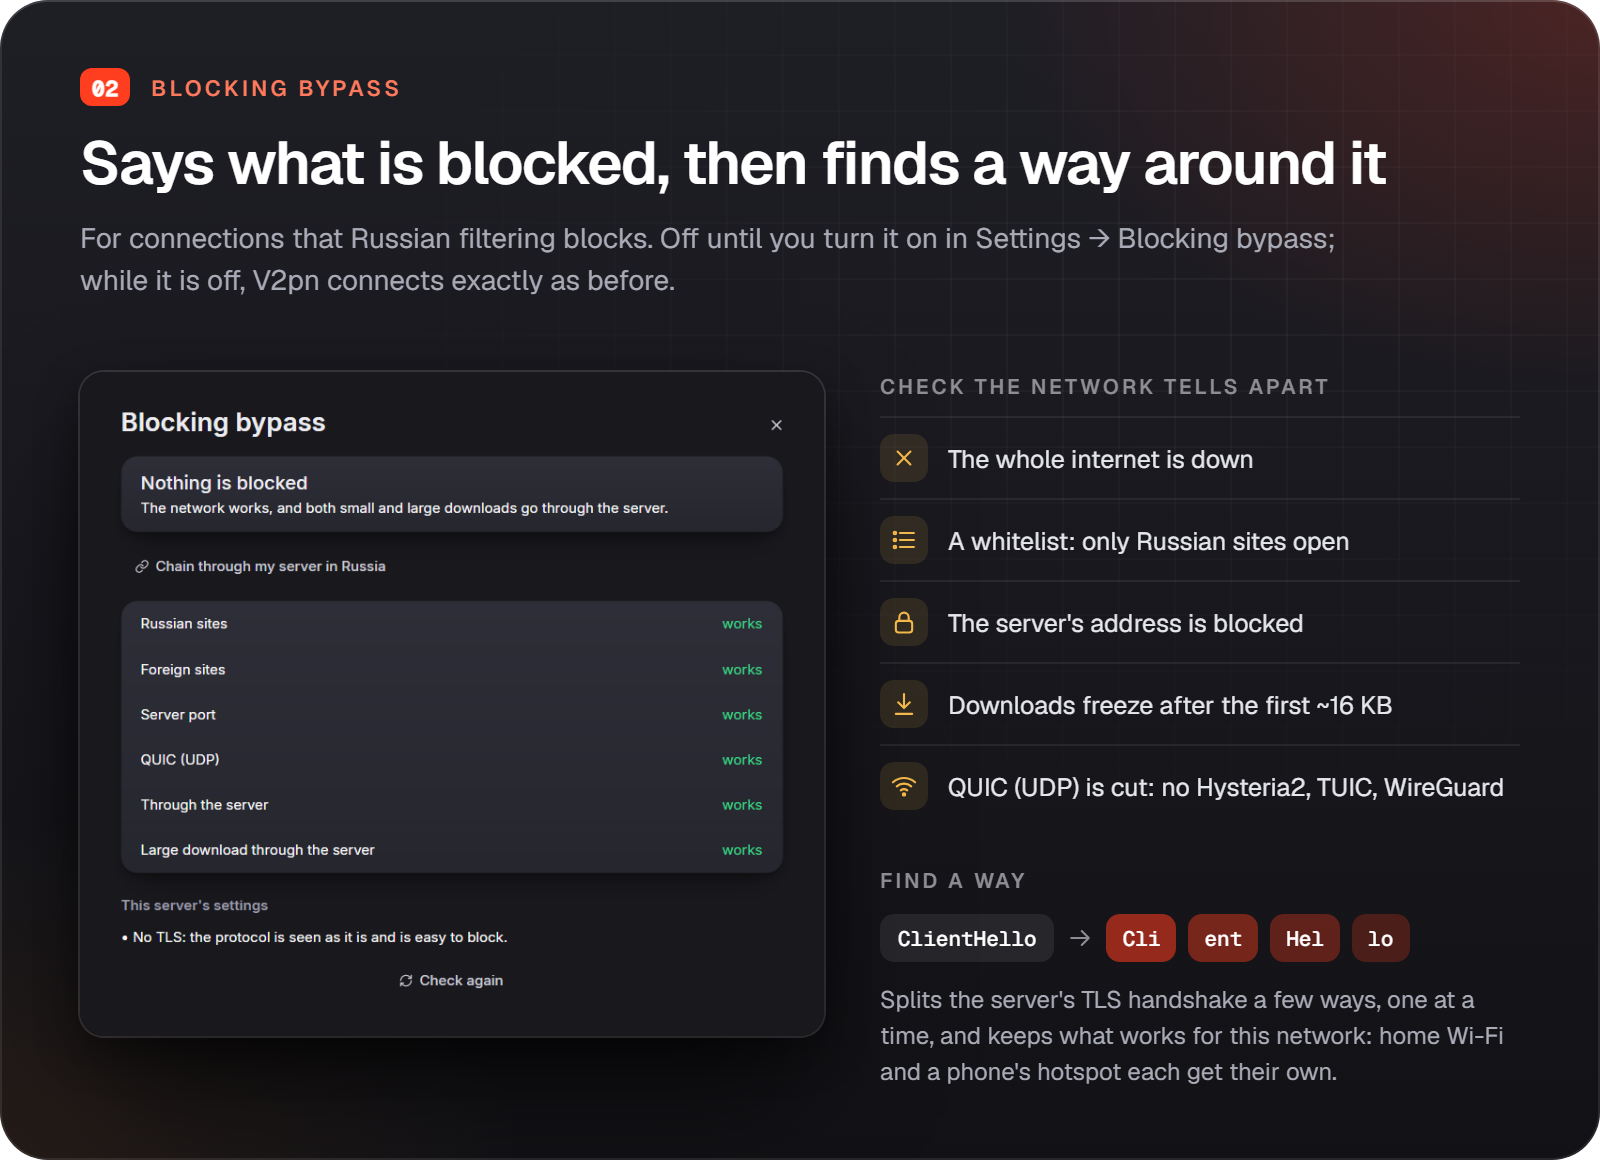 02 BLOCKING BYPASS
Says what is blocked, then finds a way around it
For connections that Russian filtering blocks. Off until you turn it on in Settings → Blocking bypass;
while it is off, V2pn connects exactly as before.
Blocking bypass
Nothing is blocked
The network works, and both small and large downloads go through the server.
Chain through my server in Russia
Russian sites works
Foreign sites works
Server port works
QUIC (UDP) works
Through the server works
Large download through the server works
This server's settings
• No TLS: the protocol is seen as it is and is easy to block.
Check again
CHECK THE NETWORK TELLS APART
The whole internet is down
A whitelist: only Russian sites open
The server's address is blocked
Downloads freeze after the first ~16 KB
QUIC (UDP) is cut: no Hysteria2, TUIC, WireGuard
FIND A WAY
ClientHello → Cli ent Hel lo
Splits the server's TLS handshake a few ways, one at a
time, and keeps what works for this network: home Wi-Fi
and a phone's hotspot each get their own.